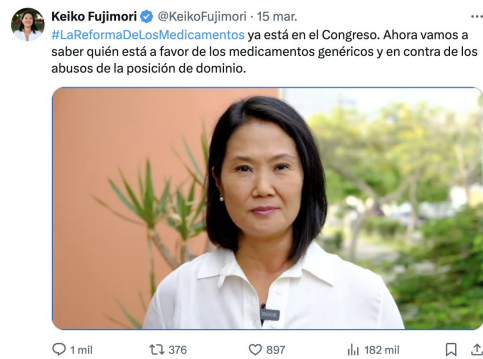 Keiko Fujimori @KeikoFujimori · 15 mar.
#LaReformaDeLosMedicamentos ya está en el Congreso. Ahora vamos a
saber quién está a favor de los medicamentos genéricos y en contra de los
abusos de la posición de dominio.
1 mil 376 897 182 mil